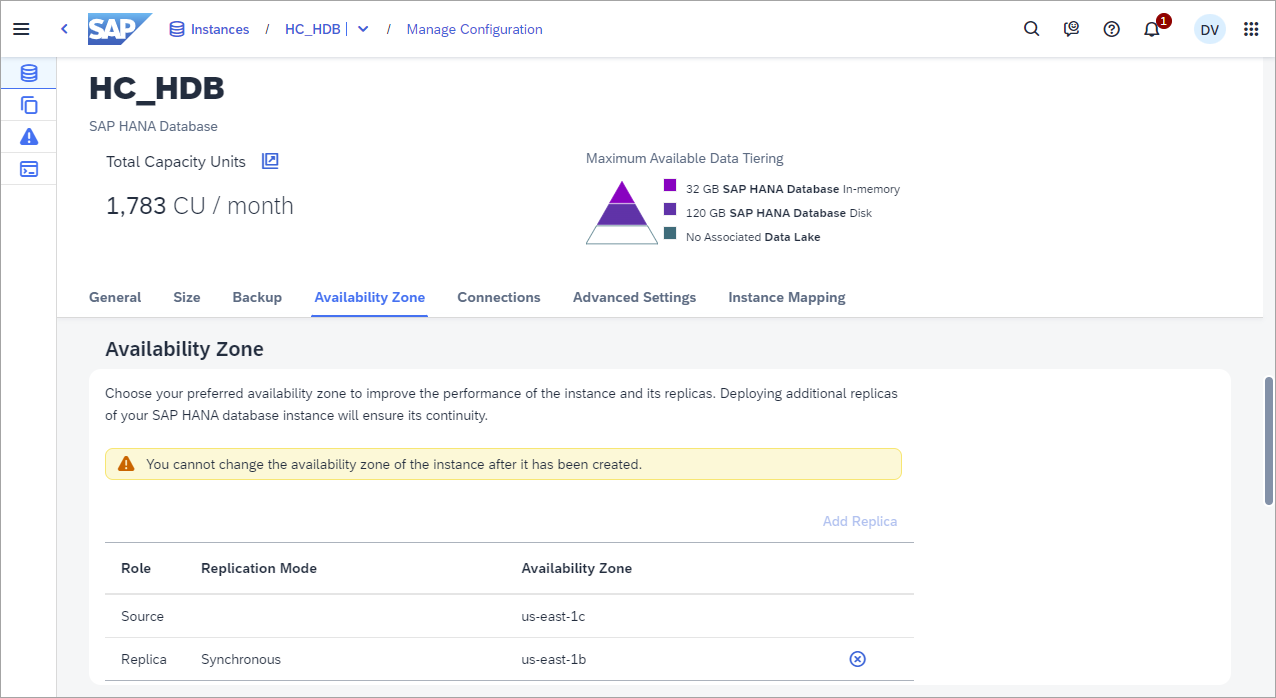 SAP Instances / HC_HDB | / Manage Configuration 1 DV
HC_HDB
SAP HANA Database
Total Capacity Units
1,783 CU / month
Maximum Available Data Tiering
32 GB SAP HANA Database In-memory
120 GB SAP HANA Database Disk
No Associated Data Lake
General Size Backup Availability Zone Connections Advanced Settings Instance Mapping
Availability Zone
Choose your preferred availability zone to improve the performance of the instance and its replicas. Deploying additional replicas
of your SAP HANA database instance will ensure its continuity.
You cannot change the availability zone of the instance after it has been created.
Add Replica
Role Replication Mode Availability Zone
Source us-east-1c
Replica Synchronous us-east-1b